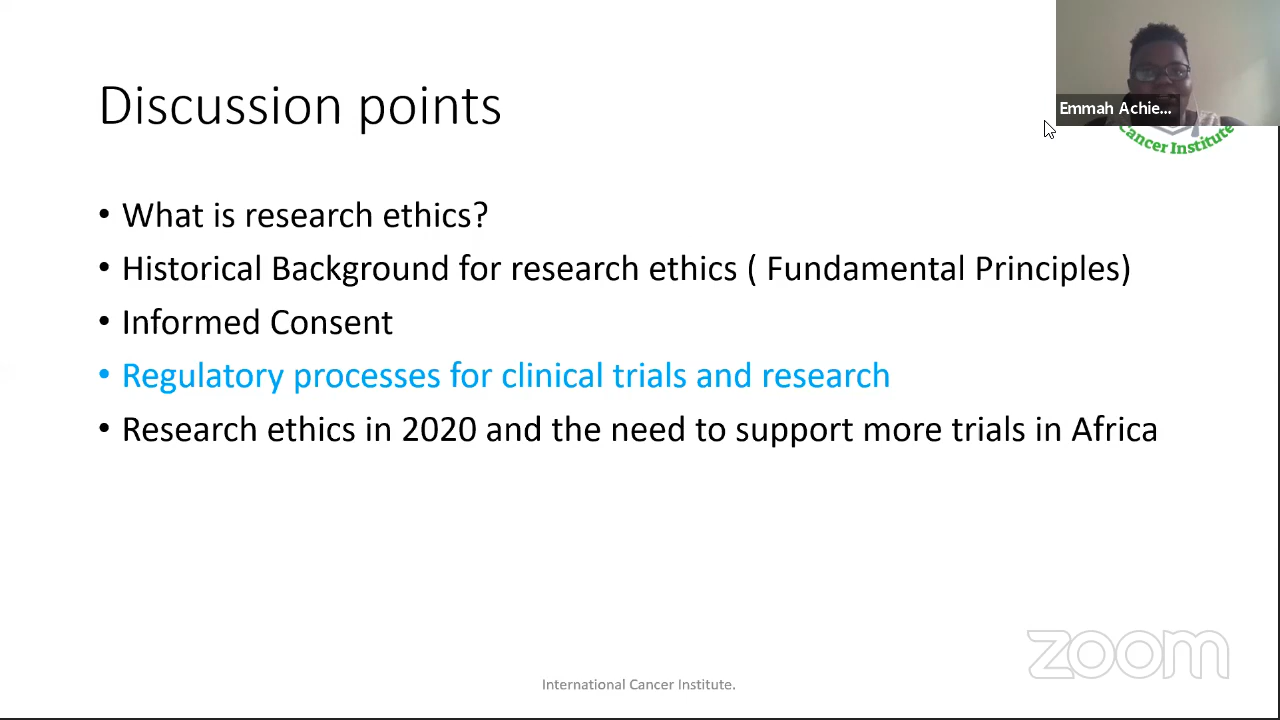 Discussion points
Emmah Achie...
Cancer Institute
• What is research ethics?
• Historical Background for research ethics ( Fundamental Principles)
• Informed Consent
• Regulatory processes for clinical trials and research
• Research ethics in 2020 and the need to support more trials in Africa
zoom
International Cancer Institute.